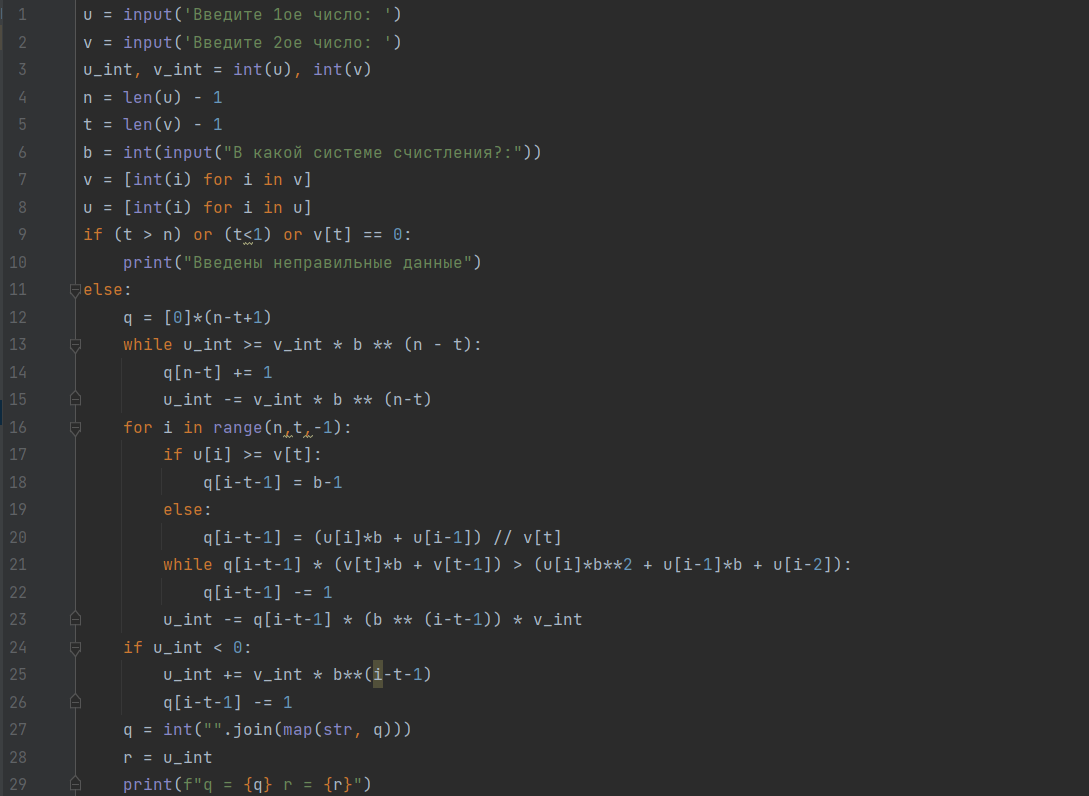 1 u = input('Введите 1ое число: ')
2 v = input('Введите 2ое число: ')
3 u_int, v_int = int(u), int(v)
4 n = len(u) - 1
5 t = len(v) - 1
6 b = int(input("В какой системе счистления?:"))
7 v = [int(i) for i in v]
8 u = [int(i) for i in u]
9 if (t > n) or (t<1) or v[t] == 0:
10     print("Введены неправильные данные")
11 else:
12     q = [0]*(n-t+1)
13     while u_int >= v_int * b ** (n - t):
14         q[n-t] += 1
15         u_int -= v_int * b ** (n-t)
16     for i in range(n,t,-1):
17         if u[i] >= v[t]:
18             q[i-t-1] = b-1
19         else:
20             q[i-t-1] = (u[i]*b + u[i-1]) // v[t]
21         while q[i-t-1] * (v[t]*b + v[t-1]) > (u[i]*b**2 + u[i-1]*b + u[i-2]):
22             q[i-t-1] -= 1
23         u_int -= q[i-t-1] * (b ** (i-t-1)) * v_int
24     if u_int < 0:
25         u_int += v_int * b**(i-t-1)
26         q[i-t-1] -= 1
27     q = int("".join(map(str, q)))
28     r = u_int
29     print(f"q = {q} r = {r}")